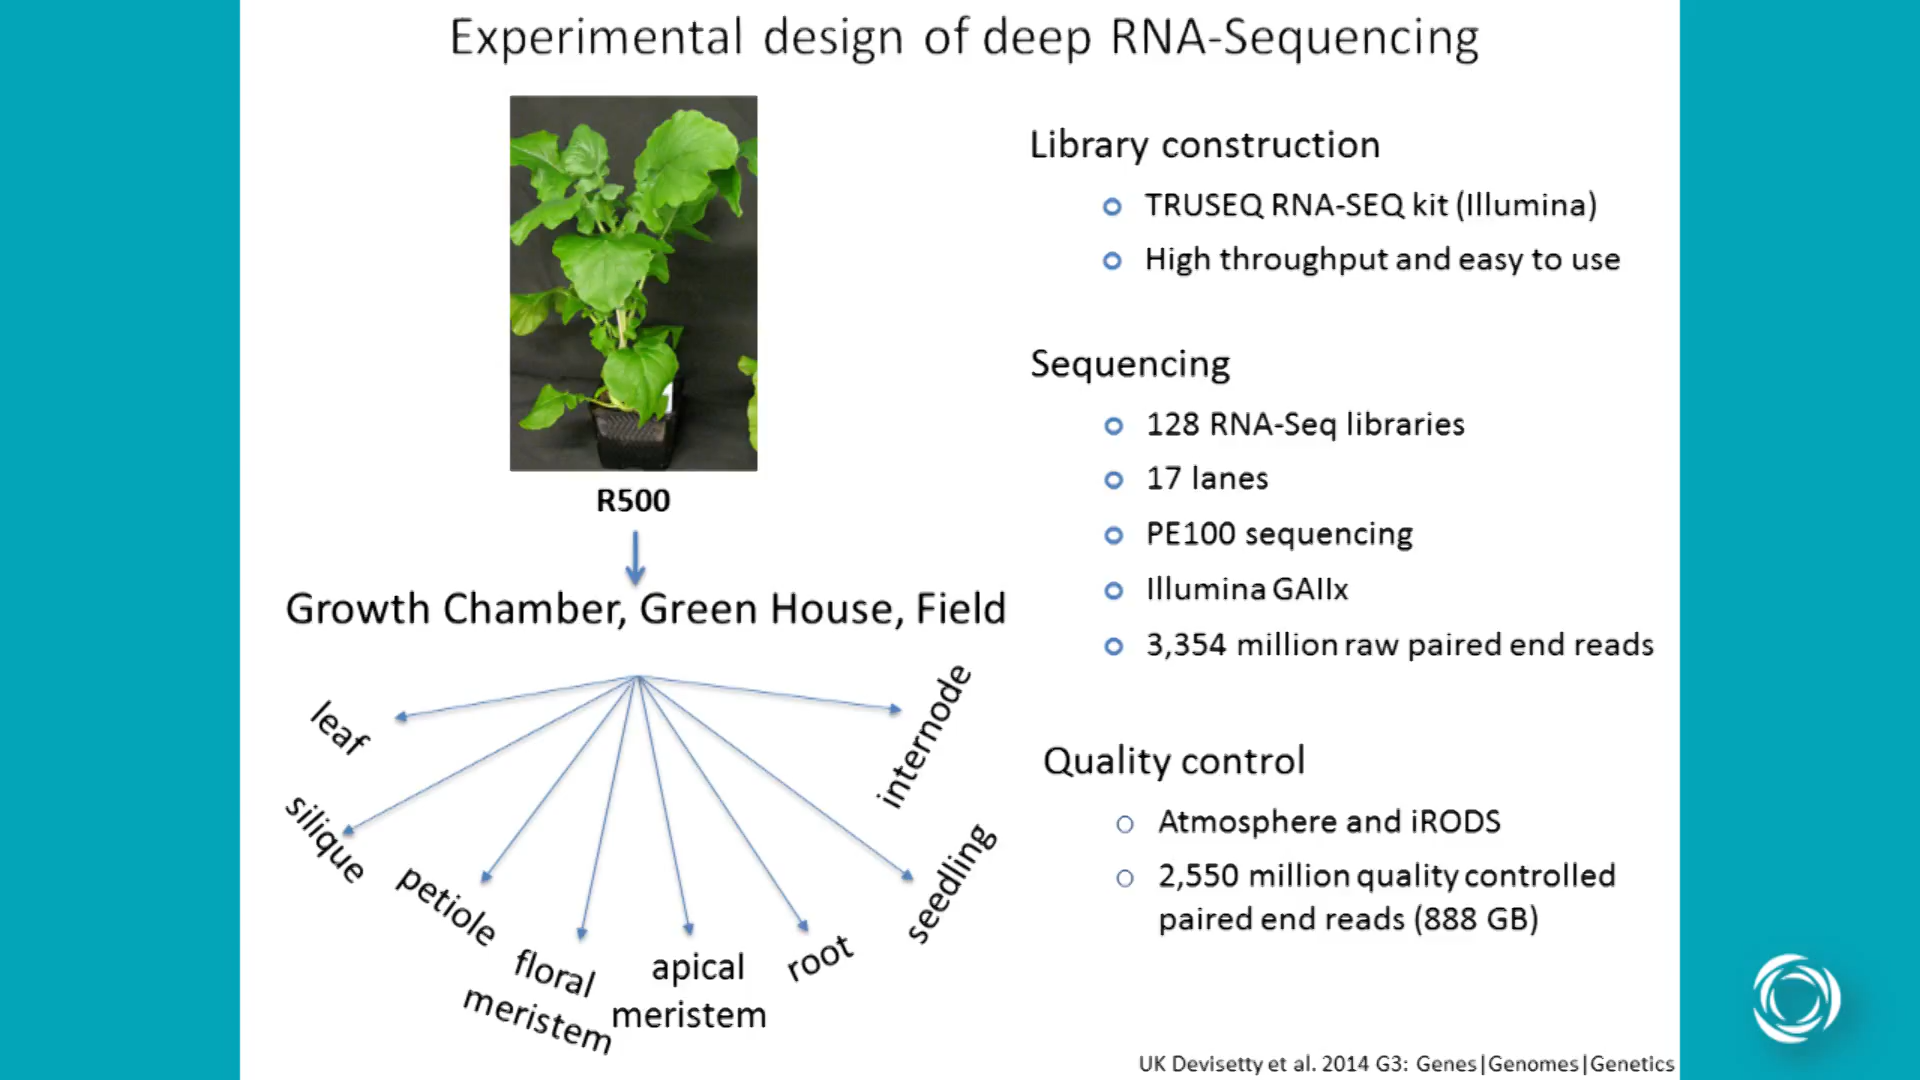 Experimental design of deep RNA-Sequencing
R500
Growth Chamber, Green House, Field
leaf
silique
petiole
floral
meristem
apical
meristem
root
seedling
internode
Library construction
TRUSEQ RNA-SEQ kit (Illumina)
High throughput and easy to use
Sequencing
128 RNA-Seq libraries
17 lanes
PE100 sequencing
Illumina GAIIx
3,354 million raw paired end reads
Quality control
Atmosphere and iRODS
2,550 million quality controlled
paired end reads (888 GB)
UK Devisetty et al. 2014 G3: Genes|Genomes|Genetics